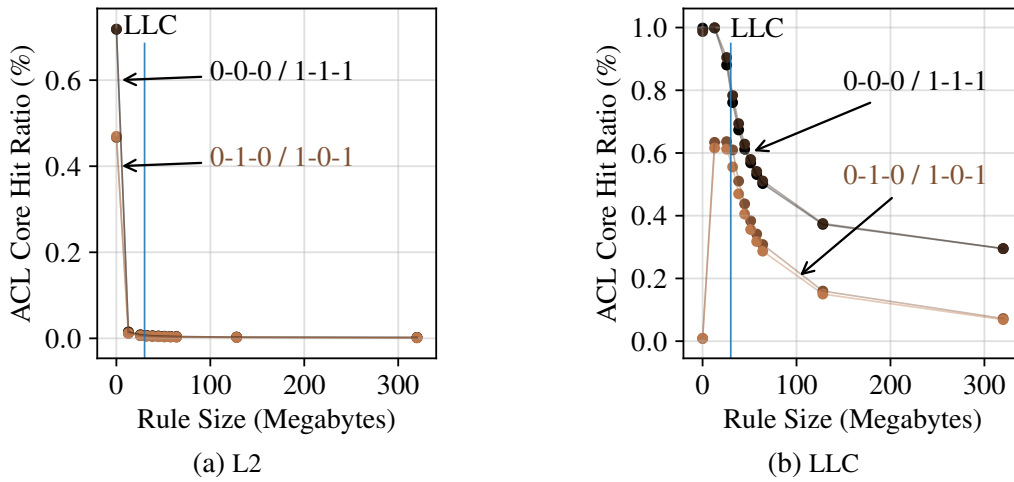 LLC
0-0-0 / 1-1-1
0-1-0 / 1-0-1
ACL Core Hit Ratio (%)
0.6
0.4
0.2
0.0
0
100
200
300
Rule Size (Megabytes)
(a) L2
LLC
0-0-0 / 1-1-1
0-1-0 / 1-0-1
ACL Core Hit Ratio (%)
1.0
0.8
0.6
0.4
0.2
0.0
0
100
200
300
Rule Size (Megabytes)
(b) LLC